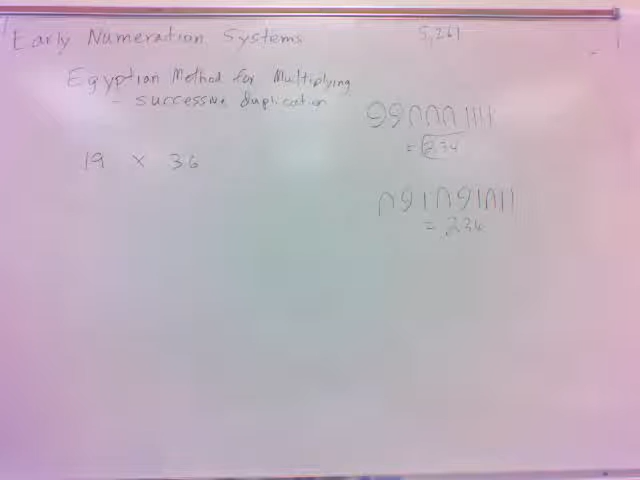 Early Numeration Systems
5,261
Egyptian Method for Multiplying
- successive duplication
19 x 36
= 234
= 234